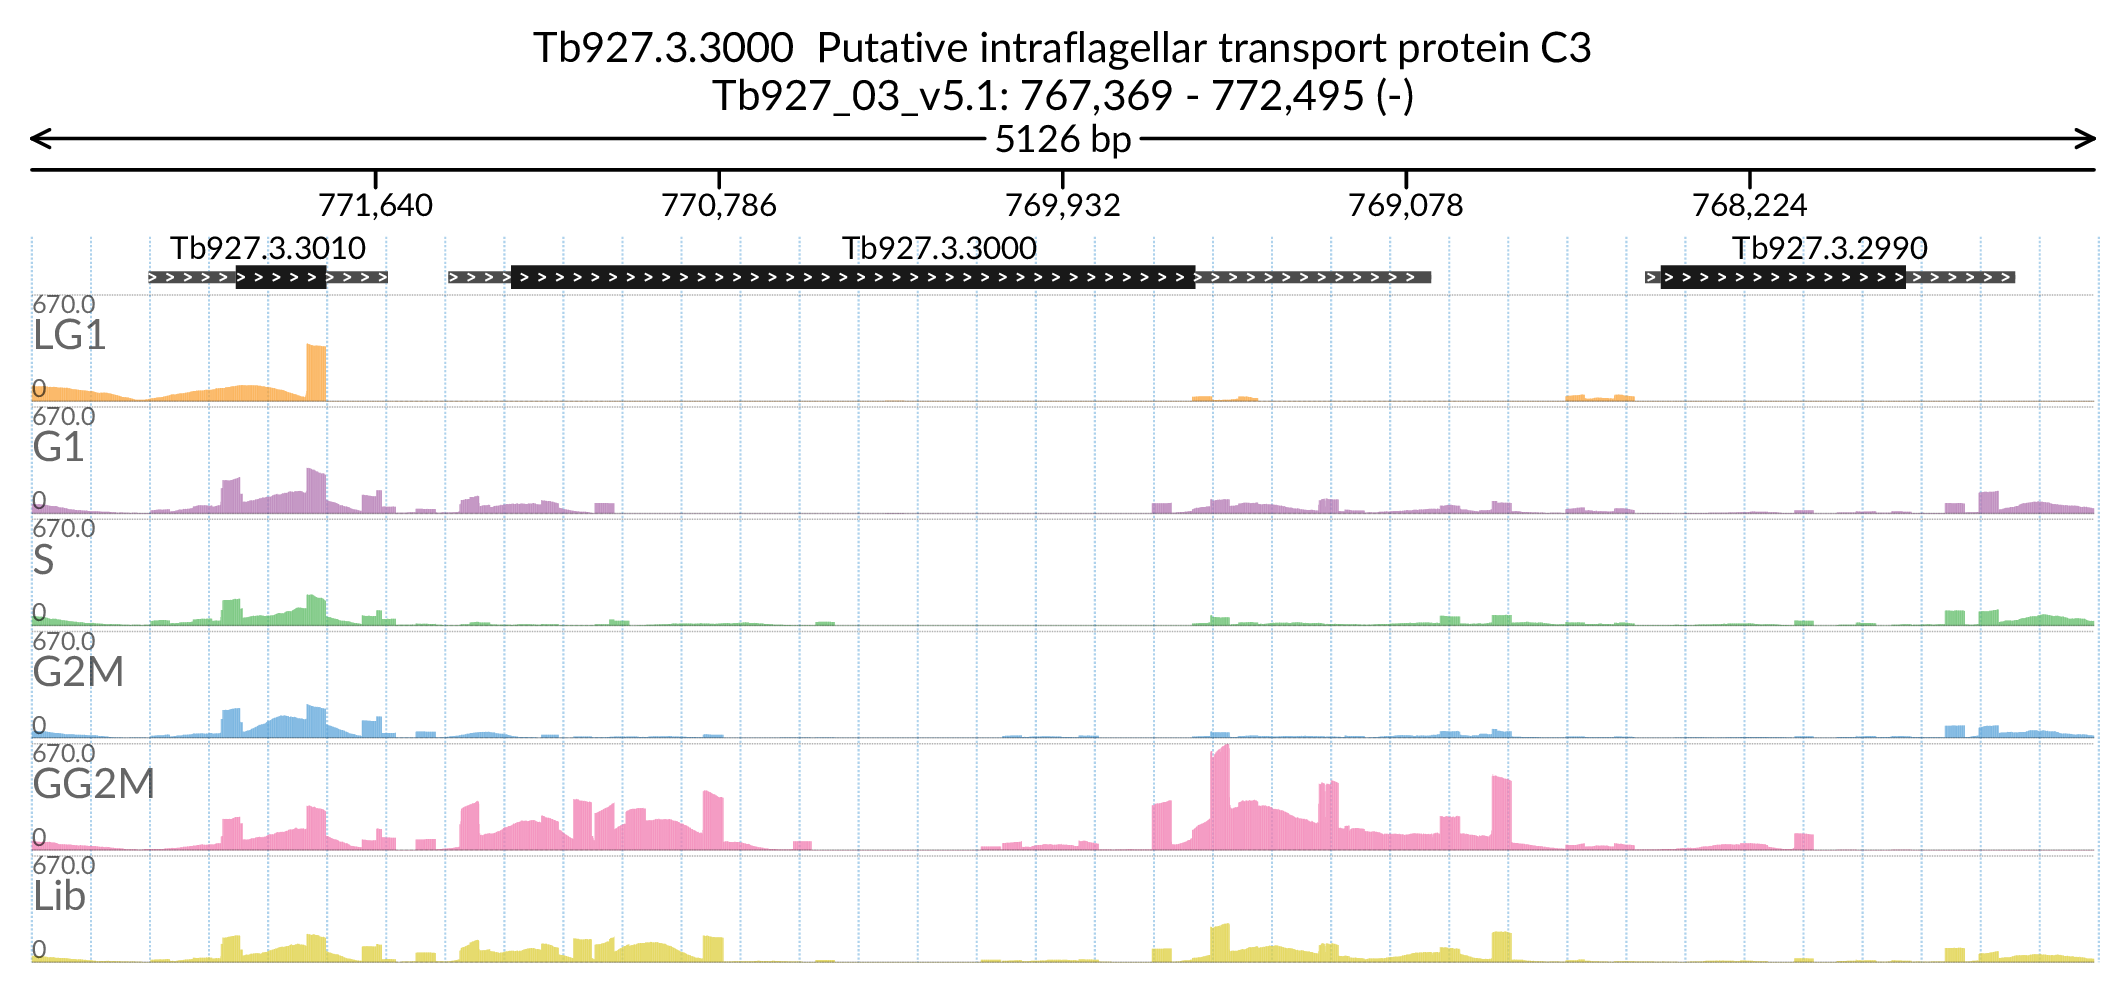 Tb927.3.3000 Putative intraflagellar transport protein C3
Tb927_03_v5.1: 767,369 - 772,495 (-)
5126 bp
771,640 770,786 769,932 769,078 768,224
Tb927.3.3010 Tb927.3.3000 Tb927.3.2990
670.0
LG1
0
670.0
G1
0
670.0
S
0
670.0
G2M
0
670.0
GG2M
0
670.0
Lib
0